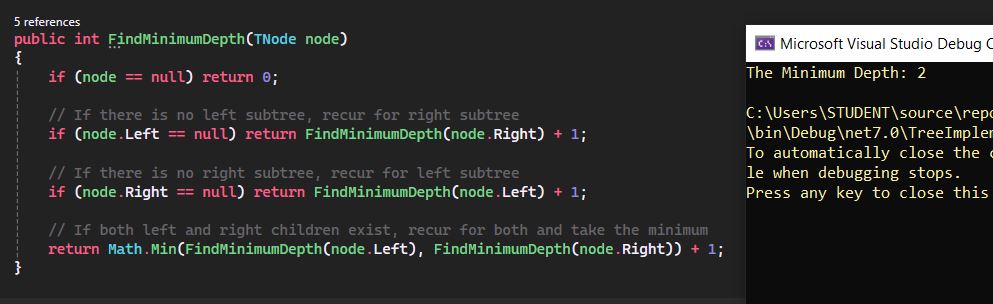 5 references
public int FindMinimumDepth(TNode node)
{
if (node == null) return 0;
// If there is no left subtree, recur for right subtree
if (node.Left == null) return FindMinimumDepth(node.Right) + 1;
// If there is no right subtree, recur for left subtree
if (node.Right == null) return FindMinimumDepth(node.Left) + 1;
// If both left and right children exist, recur for both and take the minimum
return Math.Min(FindMinimumDepth(node.Left), FindMinimumDepth(node.Right)) + 1;
}
Microsoft Visual Studio Debug
The Minimum Depth: 2
C:\Users\STUDENT\source\repo
\bin\Debug\net7.0\TreeImplem
To automatically close the
le when debugging stops.
Press any key to close this